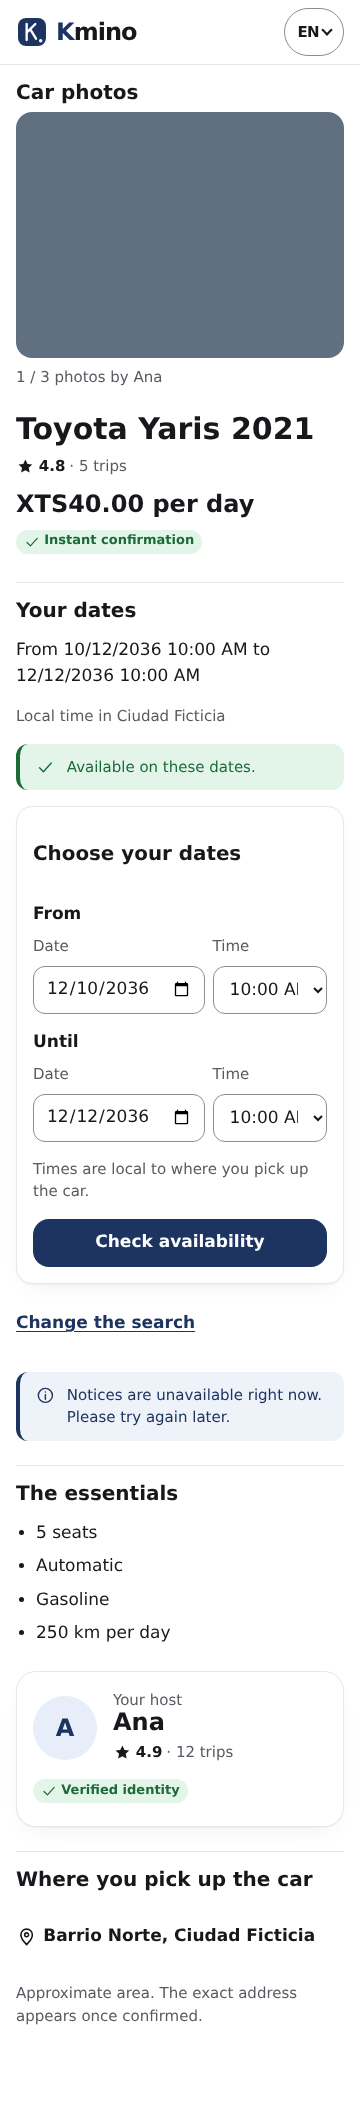 Kmino
EN
Car photos
1 / 3 photos by Ana
Toyota Yaris 2021
4.8 · 5 trips
XTS40.00 per day
Instant confirmation
Your dates
From 10/12/2036 10:00 AM to
12/12/2036 10:00 AM
Local time in Ciudad Ficticia
Available on these dates.
Choose your dates
From
Date Time
12/10/2036 10:00 A
Until
Date Time
12/12/2036 10:00 A
Times are local to where you pick up
the car.
Check availability
Change the search
Notices are unavailable right now.
Please try again later.
The essentials
• 5 seats
• Automatic
• Gasoline
• 250 km per day
Your host
A
Ana
4.9 · 12 trips
Verified identity
Where you pick up the car
Barrio Norte, Ciudad Ficticia
Approximate area. The exact address
appears once confirmed.